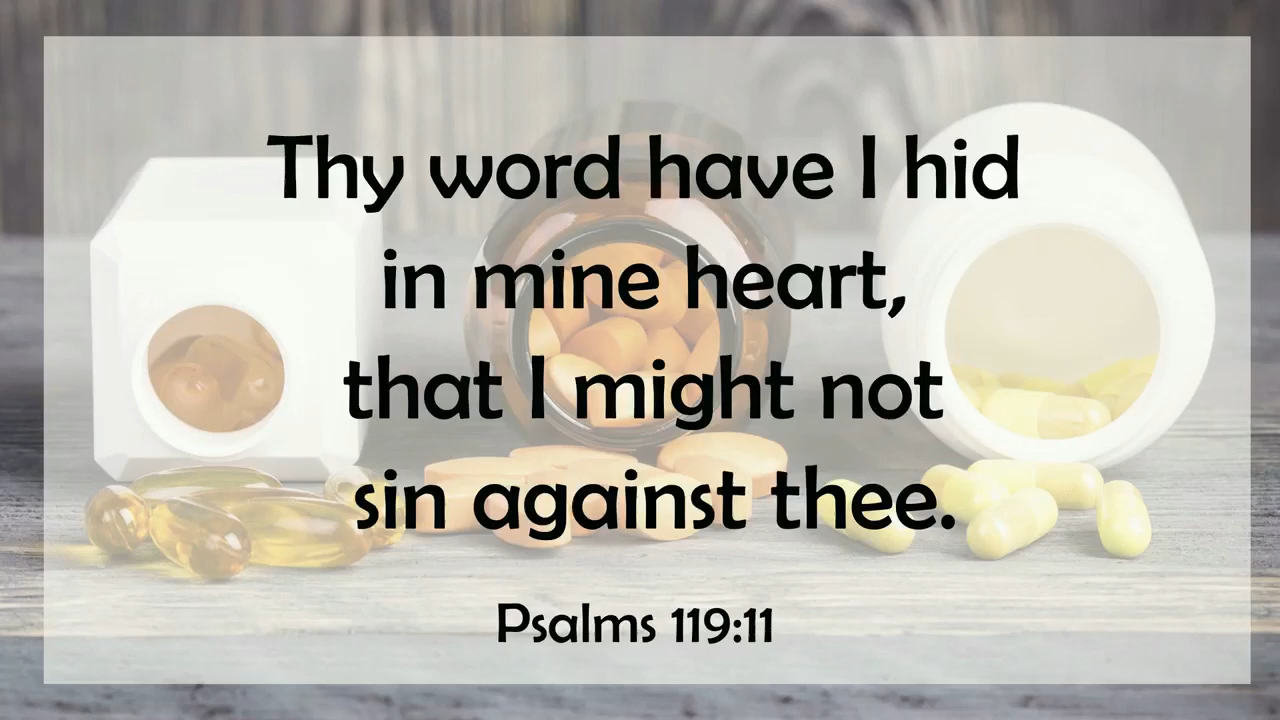 Thy word have I hid
in mine heart,
that I might not
sin against thee.
Psalms 119:11